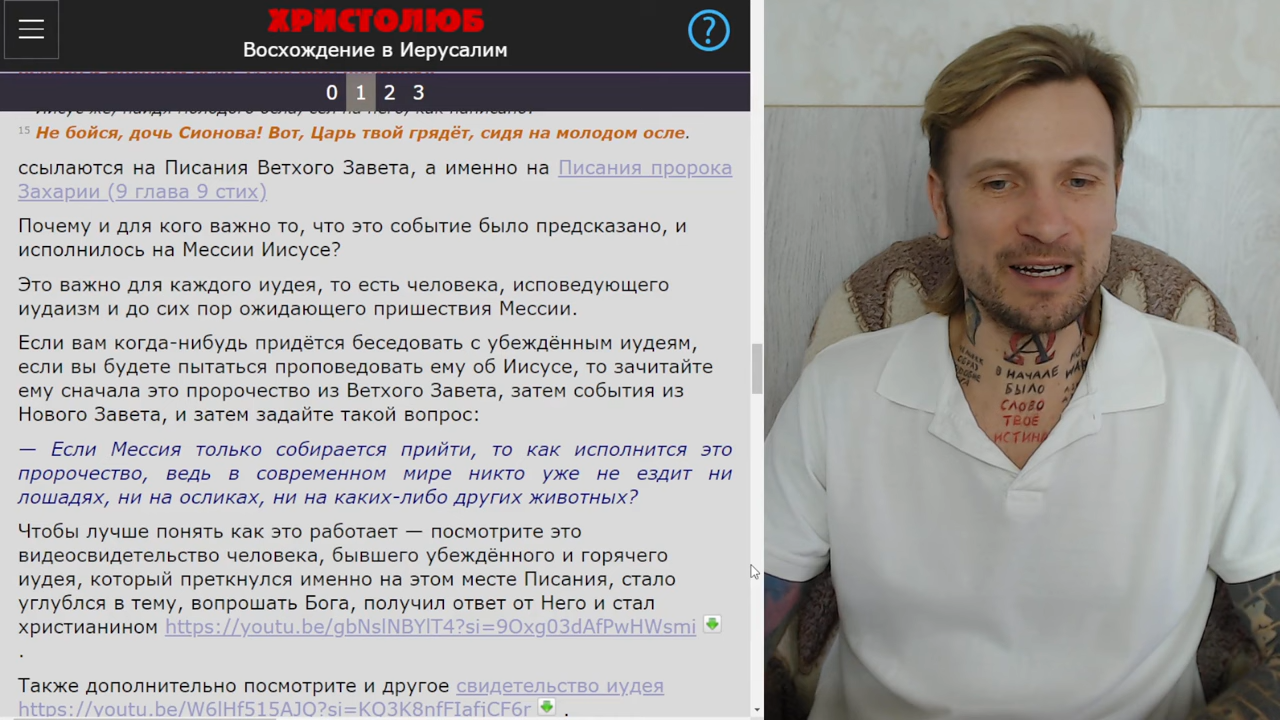 ХРИСТОЛЮБ
Восхождение в Иерусалим
0 1 2 3
15 Не бойся, дочь Сионова! Вот, Царь твой грядёт, сидя на молодом осле.
ссылаются на Писания Ветхого Завета, а именно на Писания пророка
Захарии (9 глава 9 стих)
Почему и для кого важно то, что это событие было предсказано, и
исполнилось на Мессии Иисусе?
Это важно для каждого иудея, то есть человека, исповедующего
иудаизм и до сих пор ожидающего пришествия Мессии.
Если вам когда-нибудь придётся беседовать с убеждённым иудеям,
если вы будете пытаться проповедовать ему об Иисусе, то зачитайте
ему сначала это пророчество из Ветхого Завета, затем события из
Нового Завета, и затем задайте такой вопрос:
— Если Мессия только собирается прийти, то как исполнится это
пророчество, ведь в современном мире никто уже не ездит ни
лошадях, ни на осликах, ни на каких-либо других животных?
Чтобы лучше понять как это работает — посмотрите это
видеосвидетельство человека, бывшего убеждённого и горячего
иудея, который преткнулся именно на этом месте Писания, стало
углублся в тему, вопрошать Бога, получил ответ от Него и стал
христианином https://youtu.be/gbNslNBYlT4?si=9Oxg03dAfPwHWsmi
.
Также дополнительно посмотрите и другое свидетельство иудея
https://youtu.be/W6lHf515AJQ?si=KO3K8nfFIafiCF6r .
В НАЧАЛЕ
БЫЛО
СЛОВО
ТВОЁ
ИСТИНА